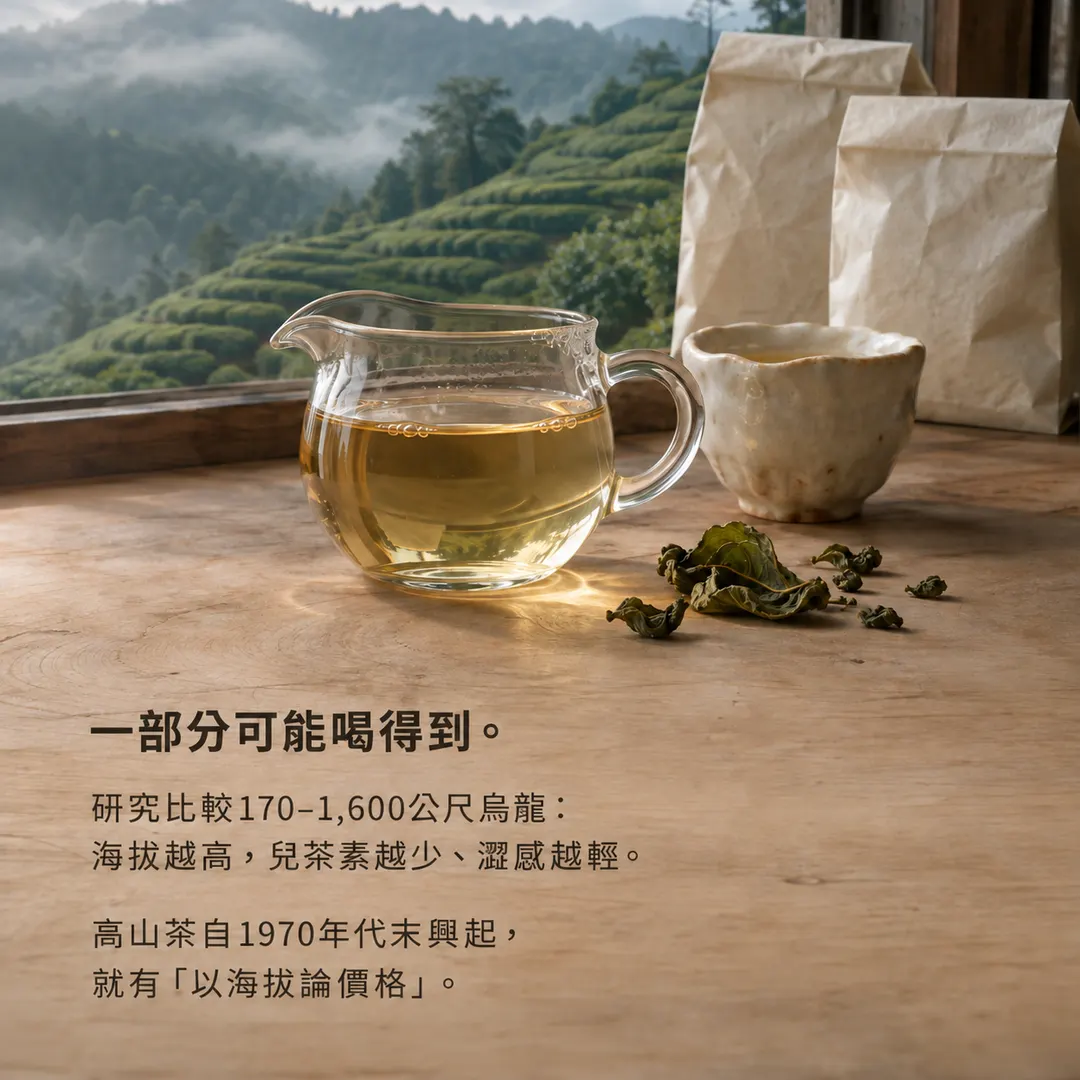 一部分可能喝得到。
研究比較170–1,600公尺烏龍：
海拔越高，兒茶素越少、澀感越輕。
高山茶自1970年代末興起，
就有「以海拔論價格」。